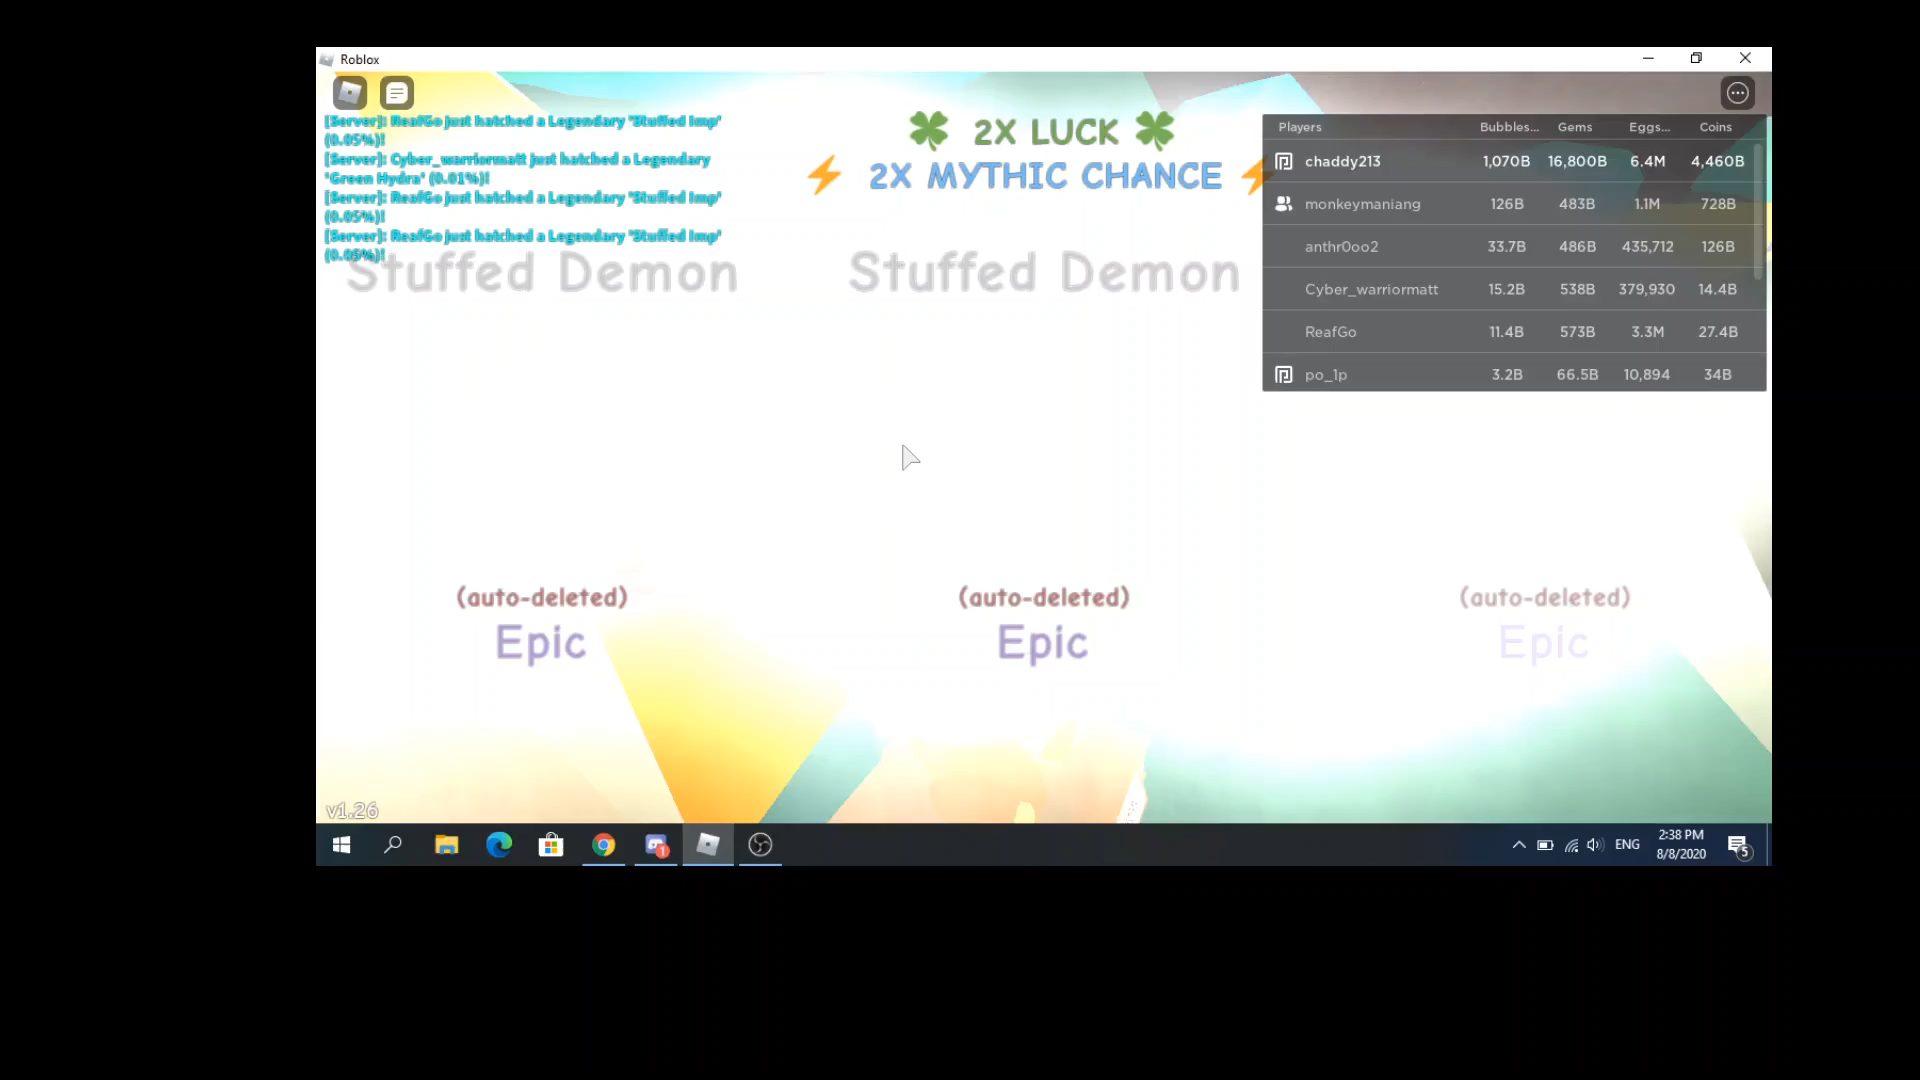 Roblox
[Server]: ReafGo just hatched a Legendary 'Stuffed Imp'
(0.05%)!
[Server]: Cyber_warriormatt just hatched a Legendary
'Green Hydra' (0.01%)!
[Server]: ReafGo just hatched a Legendary 'Stuffed Imp'
(0.05%)!
[Server]: ReafGo just hatched a Legendary 'Stuffed Imp'
(0.05%)!
2X LUCK
2X MYTHIC CHANCE
Players Bubbles... Gems Eggs... Coins
chaddy213 1,070B 16,800B 6.4M 4,460B
monkeymaniang 126B 483B 1.1M 728B
anthr0oo2 33.7B 486B 435,712 126B
Cyber_warriormatt 15.2B 538B 379,930 14.4B
ReafGo 11.4B 573B 3.3M 27.4B
po_1p 3.2B 66.5B 10,894 34B
Stuffed Demon Stuffed Demon
(auto-deleted) (auto-deleted) (auto-deleted)
Epic Epic Epic
v1.26
1
ENG
2:38 PM
8/8/2020
5